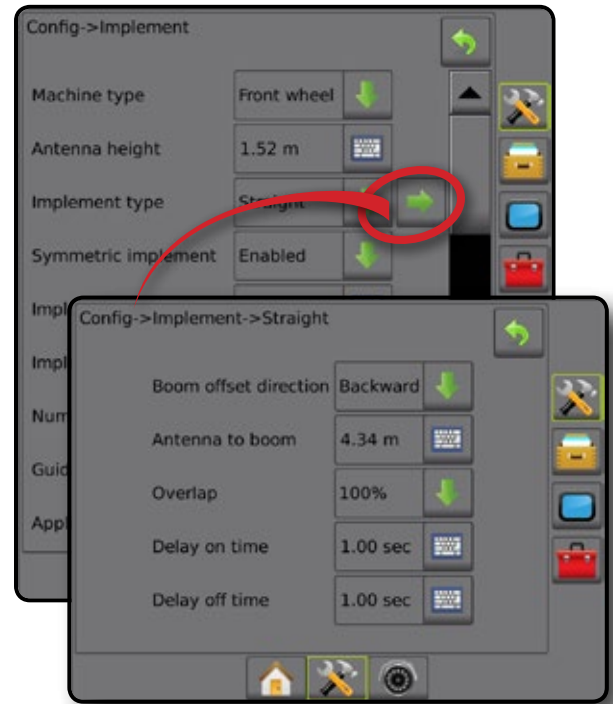 Config->Implement
Machine type Front wheel
Antenna height 1.52 m
Implement type Straight
Symmetric implement Enabled
Config->Implement->Straight
Boom offset direction Backward
Antenna to boom 4.34 m
Overlap 100%
Delay on time 1.00 sec
Delay off time 1.00 sec